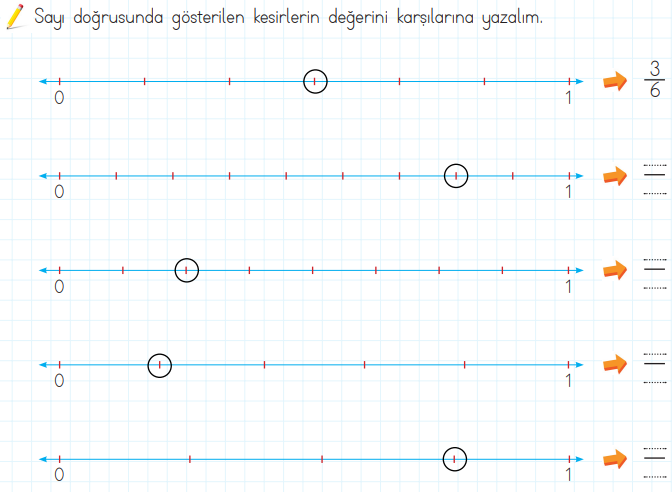 Sayı doğrusunda gösterilen kesirlerin değerini karşılarına yazalım.
0 1 3/6
0 1
0 1
0 1
0 1